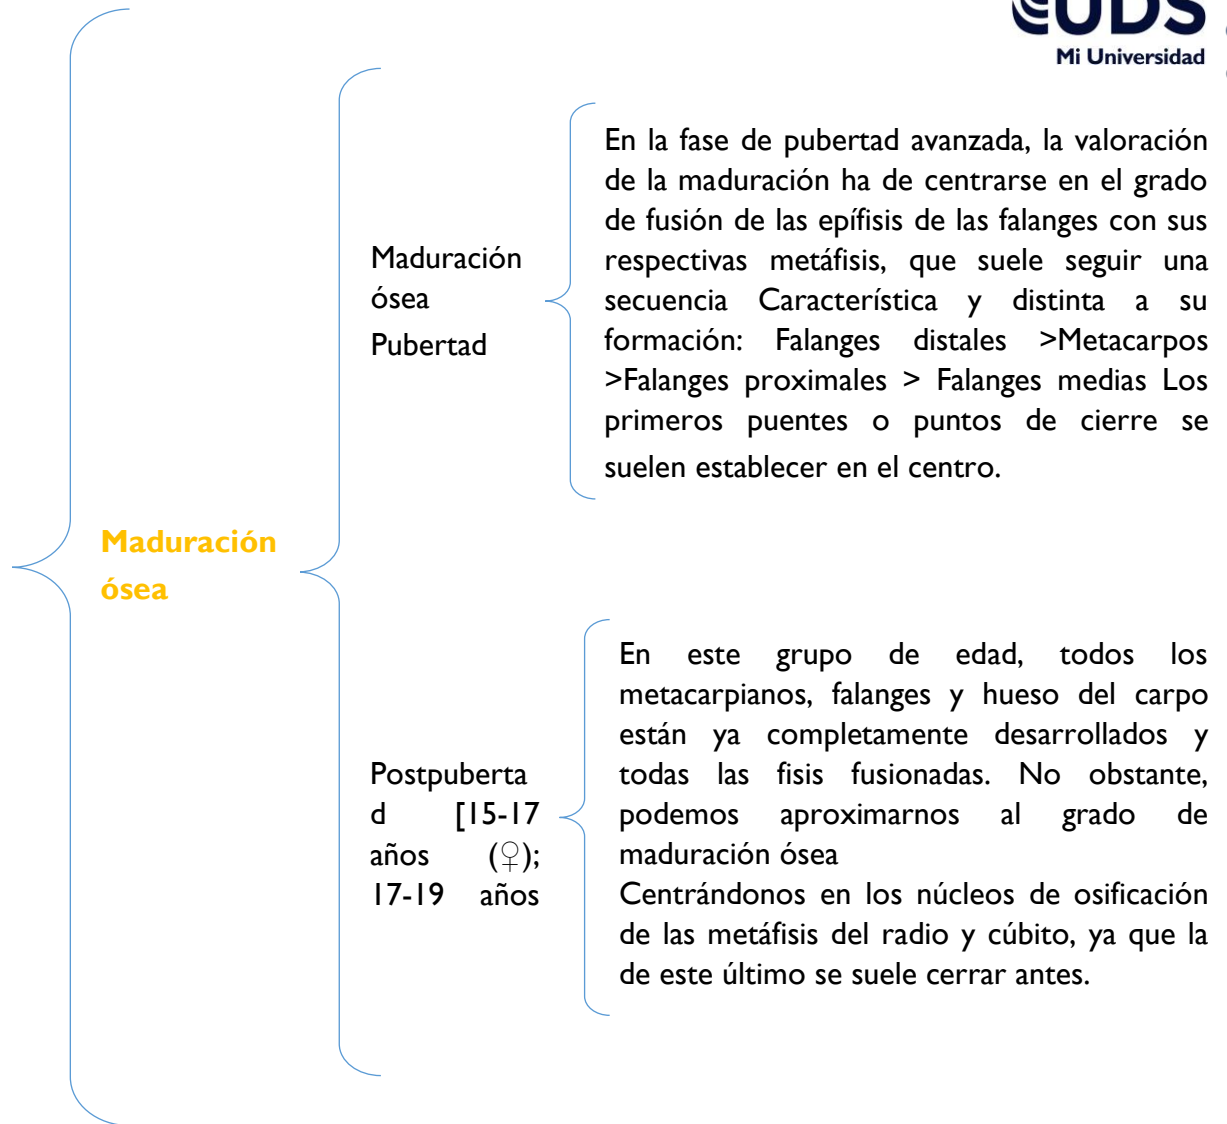 UDS
Mi Universidad
En la fase de pubertad avanzada, la valoración
de la maduración ha de centrarse en el grado
de fusión de las epífisis de las falanges con sus
respectivas metáfisis, que suele seguir una
secuencia Característica y distinta a su
formación: Falanges distales >Metacarpos
>Falanges proximales > Falanges medias Los
primeros puentes o puntos de cierre se
suelen establecer en el centro.
Maduración
ósea
Pubertad
Maduración
ósea
En este grupo de edad, todos los
metacarpianos, falanges y hueso del carpo
están ya completamente desarrollados y
todas las fisis fusionadas. No obstante,
podemos aproximarnos al grado de
maduración ósea
Centrándonos en los núcleos de osificación
de las metáfisis del radio y cúbito, ya que la
de este último se suele cerrar antes.
Postpuberta
d [15-17
años (♀);
17-19 años